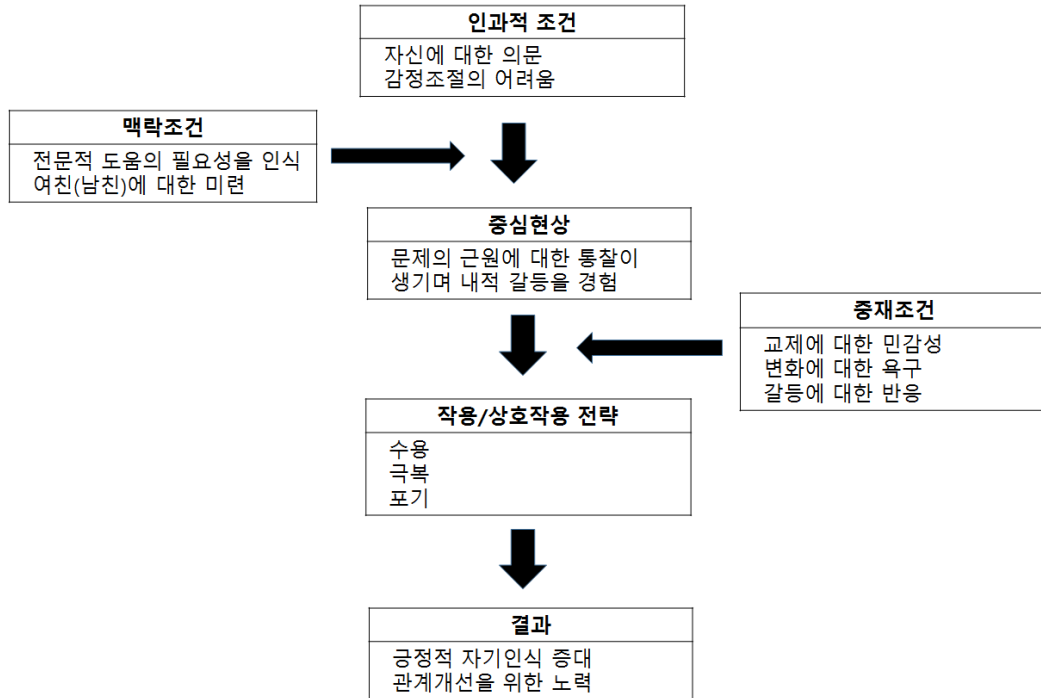 인과적 조건
자신에 대한 의문
감정조절의 어려움
맥락조건
전문적 도움의 필요성을 인식
여친(남친)에 대한 미련
중심현상
문제의 근원에 대한 통찰이
생기며 내적 갈등을 경험
중재조건
교제에 대한 민감성
변화에 대한 욕구
갈등에 대한 반응
작용/상호작용 전략
수용
극복
포기
결과
긍정적 자기인식 증대
관계개선을 위한 노력